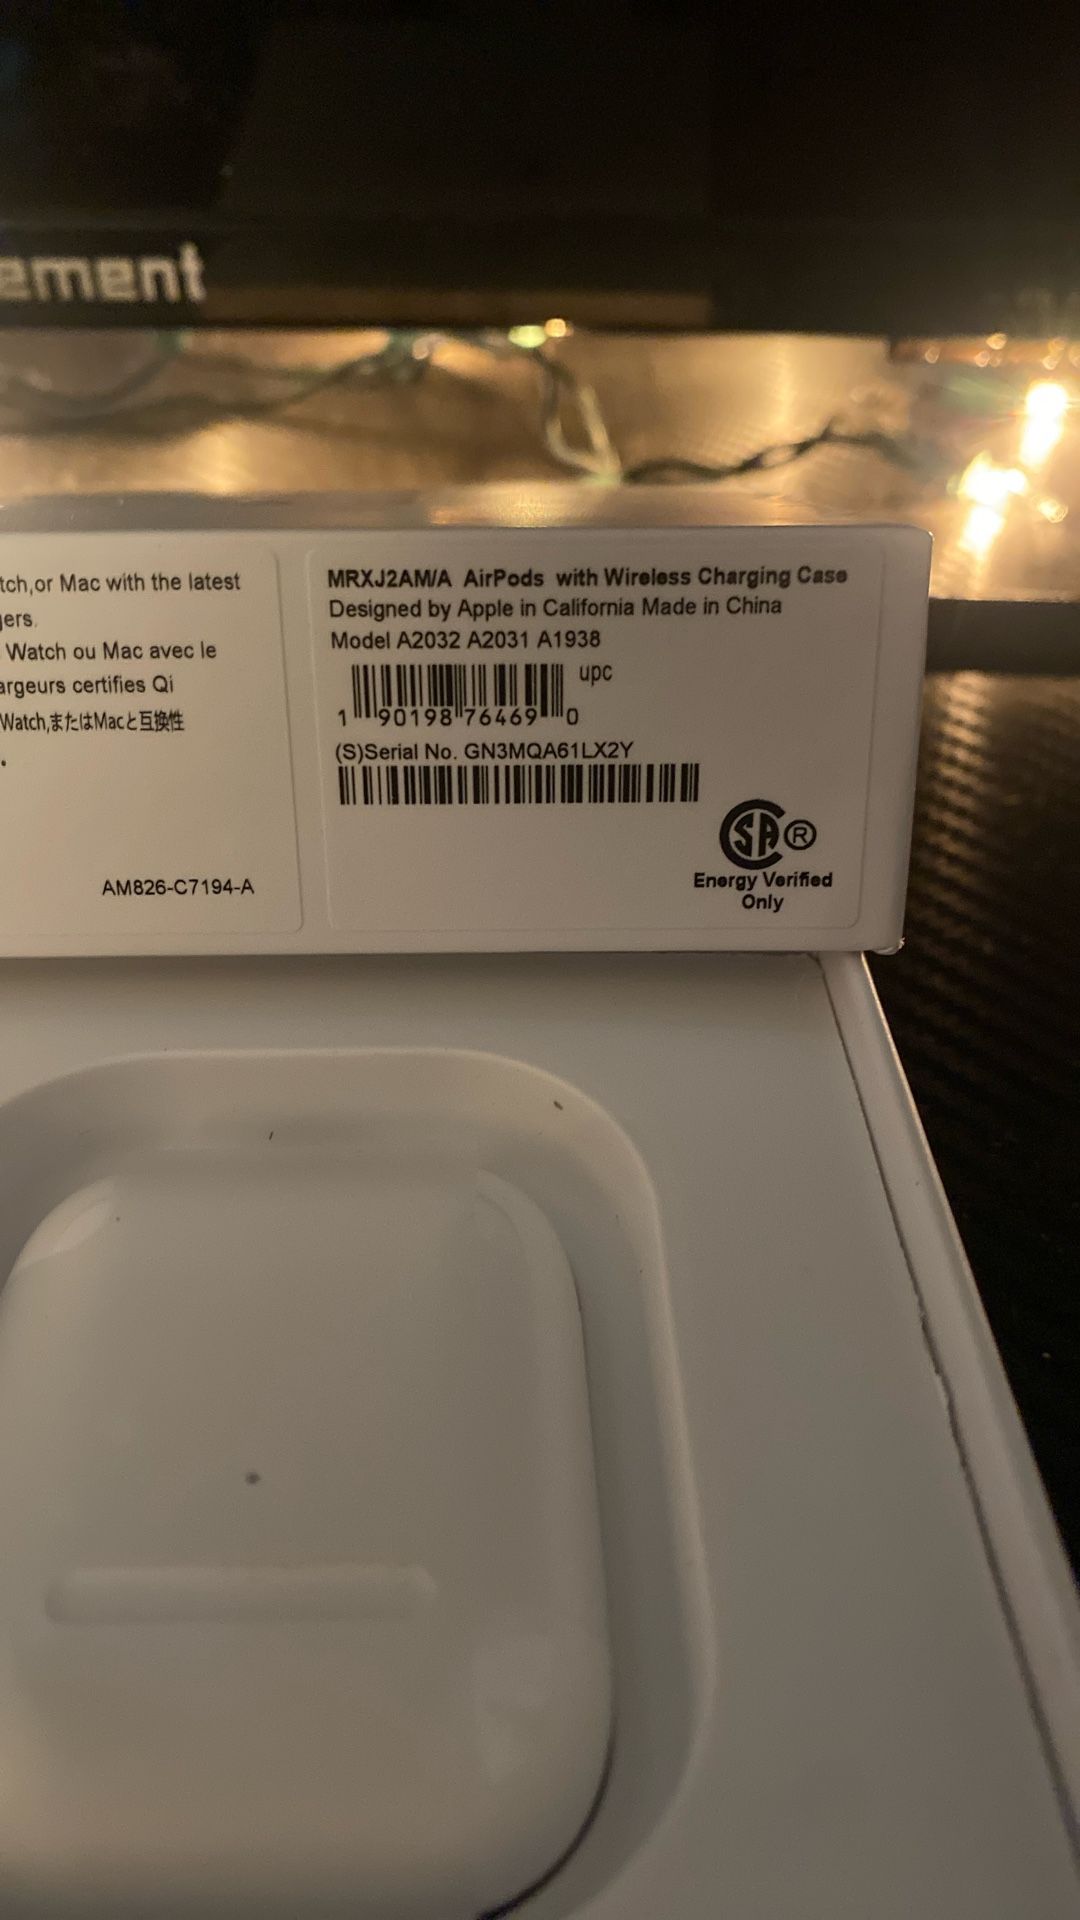 ement
tch,or Mac with the latest
gers.
Watch ou Mac avec le
argeurs certifies Qi
Watch,またはMacと互換性
.
AM826-C7194-A
MRXJ2AM/A AirPods with Wireless Charging Case
Designed by Apple in California Made in China
Model A2032 A2031 A1938
upc
1 90198 76469 0
(S)Serial No. GN3MQA61LX2Y
SA ®
Energy Verified
Only